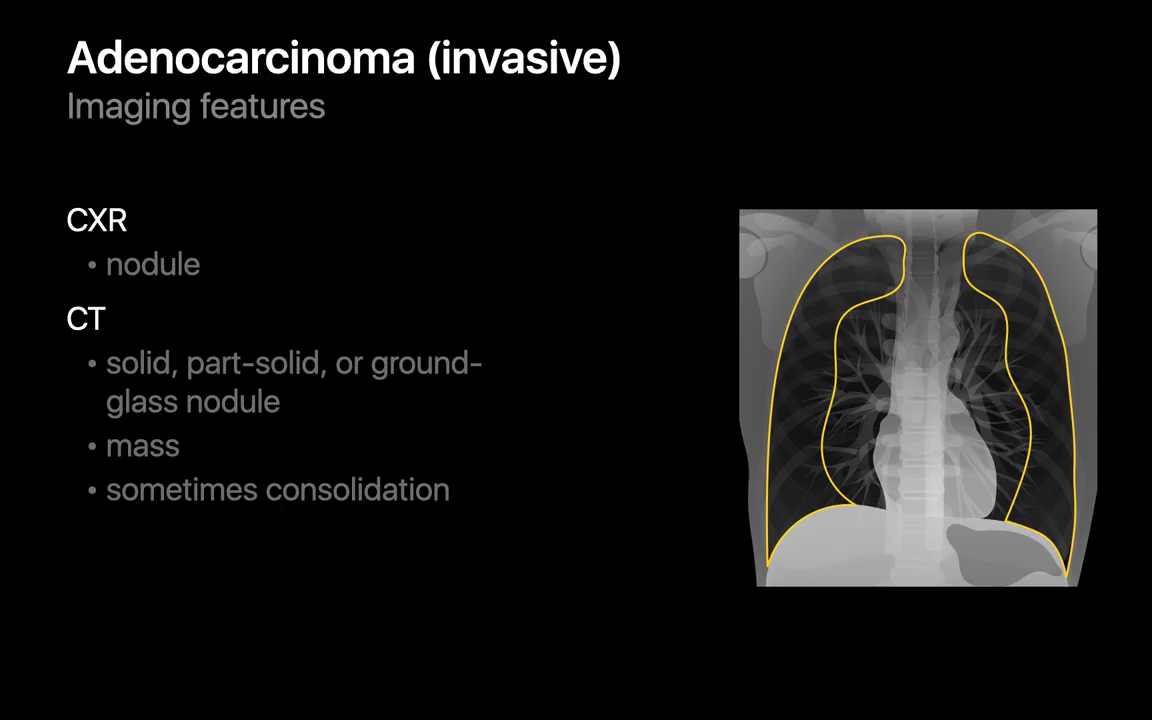 Adenocarcinoma (invasive)
Imaging features
CXR
• nodule
CT
• solid, part-solid, or ground-
glass nodule
• mass
• sometimes consolidation